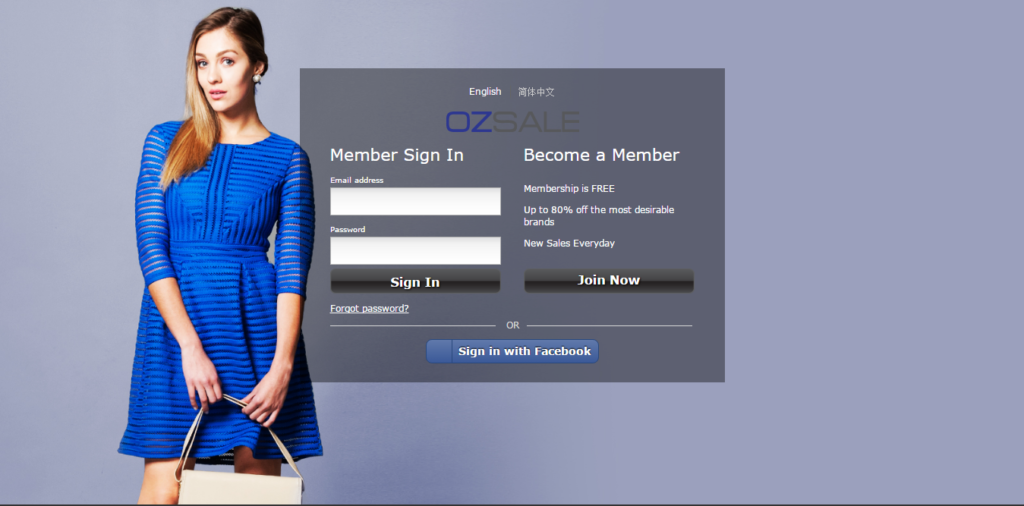 English 简体中文
OZSALE
Member Sign In
Email address
Password
Sign In
Forgot password?
Become a Member
Membership is FREE
Up to 80% off the most desirable
brands
New Sales Everyday
Join Now
OR
Sign in with Facebook